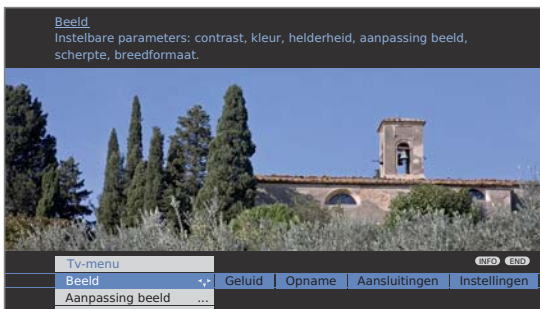 Beeld
Instelbare parameters: contrast, kleur, helderheid, aanpassing beeld,
scherpte, breedformaat.
Tv-menu
INFO END
Beeld Geluid Opname Aansluitingen Instellingen
Aanpassing beeld ...